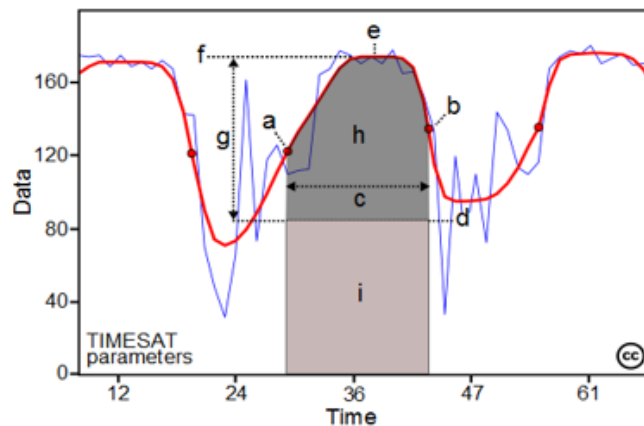 f
e
160
g
a
b
h
120
Data
c
80
d
40
i
TIMESAT
parameters
cc
0
12
24
36
47
61
Time